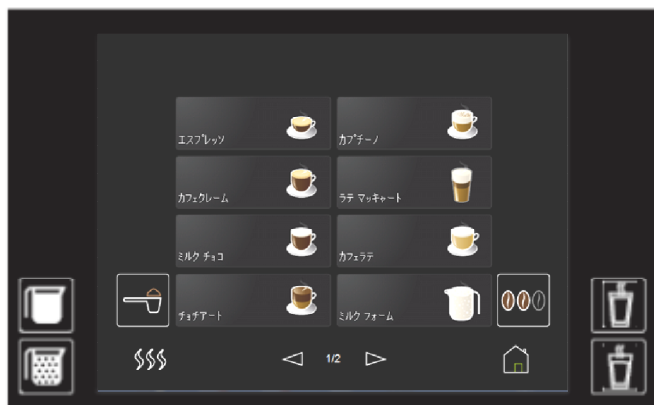 エスプレッソ
カプチーノ
カフェクレーム
ラテ マッキャート
ミルク チョコ
カフェラテ
チョチアート
ミルク フォーム
1/2